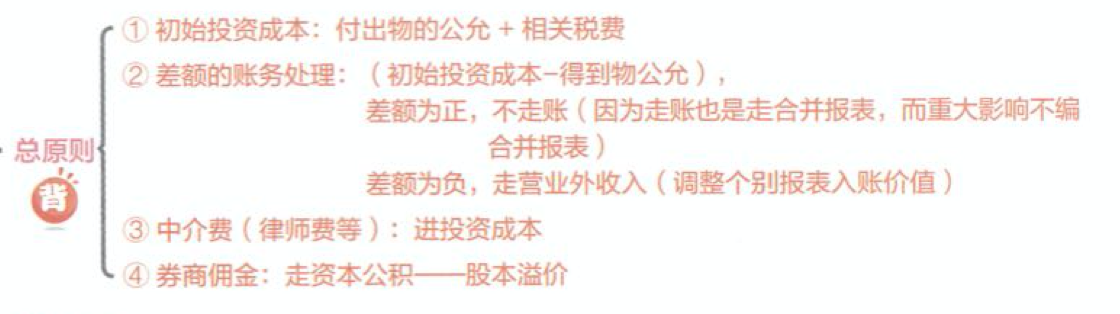 总原则
背
① 初始投资成本：付出物的公允 + 相关税费
② 差额的账务处理：（初始投资成本-得到物公允），
差额为正，不走账（因为走账也是走合并报表，而重大影响不编
合并报表）
差额为负，走营业外收入（调整个别报表入账价值）
③ 中介费（律师费等）：进投资成本
④ 券商佣金：走资本公积——股本溢价